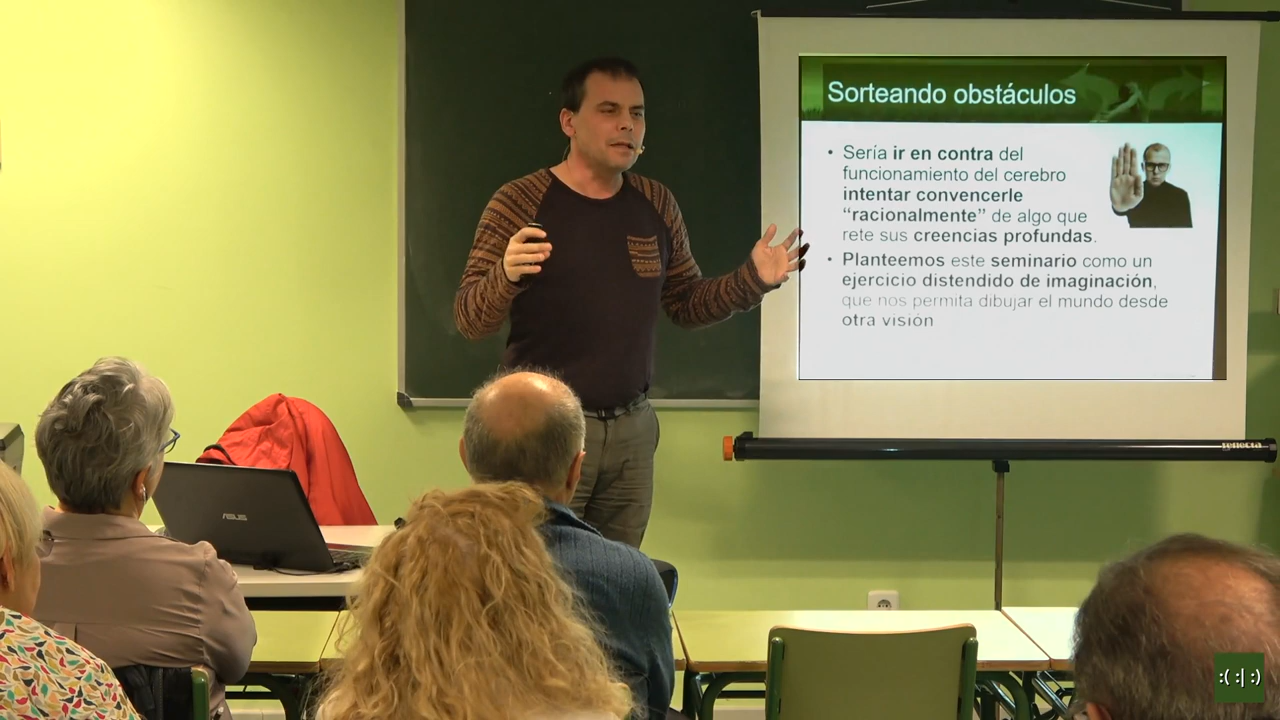 Sorteando obstáculos
• Sería ir en contra del
funcionamiento del cerebro
intentar convencerle
“racionalmente” de algo que
rete sus creencias profundas.
• Planteemos este seminario como un
ejercicio distendido de imaginación,
que nos permita dibujar el mundo desde
otra visión
ASUS
:( :| :)